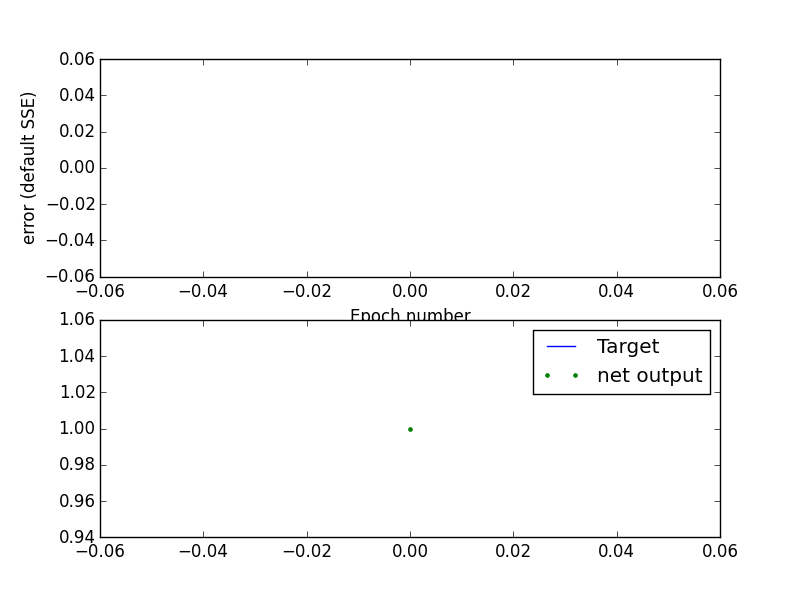 error (default SSE)
0.06
0.04
0.02
0.00
−0.02
−0.04
−0.06
−0.06 −0.04 −0.02 0.00 0.02 0.04 0.06
Epoch number
1.06
1.04
1.02
1.00
0.98
0.96
0.94
Target
net output
−0.06 −0.04 −0.02 0.00 0.02 0.04 0.06